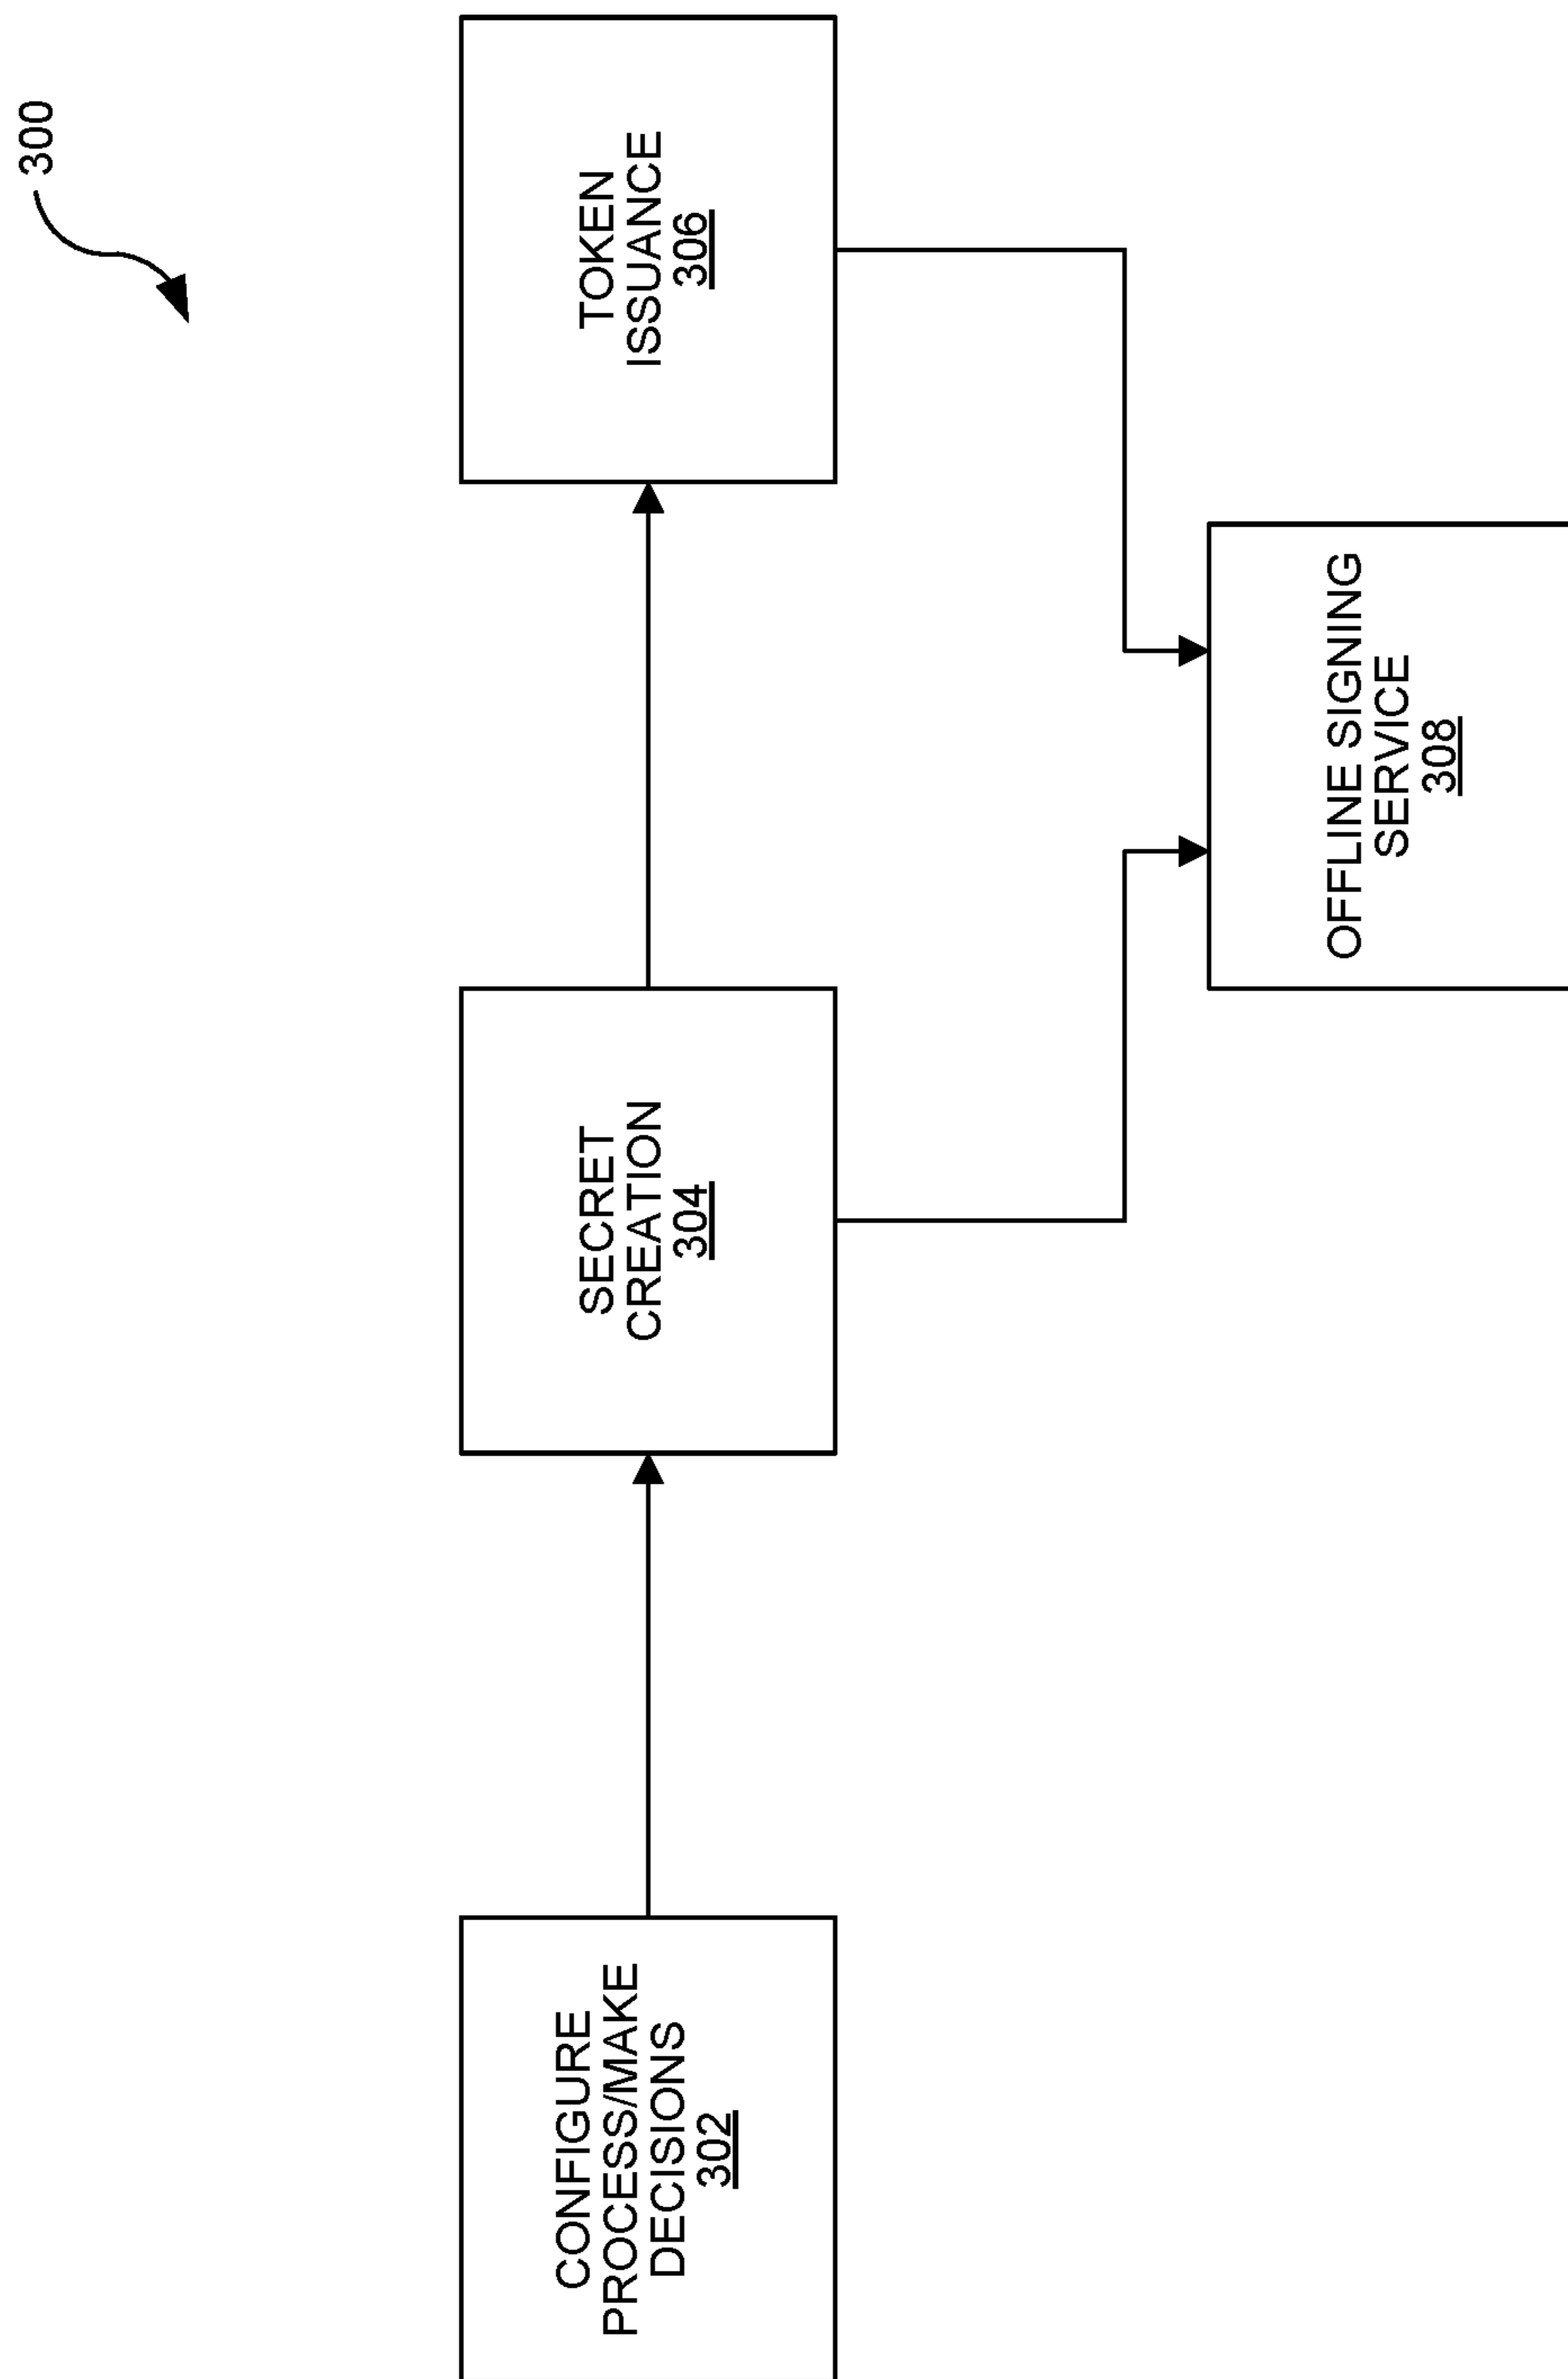 300
CONFIGURE
PROCESS/MAKE
DECISIONS
302
SECRET
CREATION
304
TOKEN
ISSUANCE
306
OFFLINE SIGNING
SERVICE
308